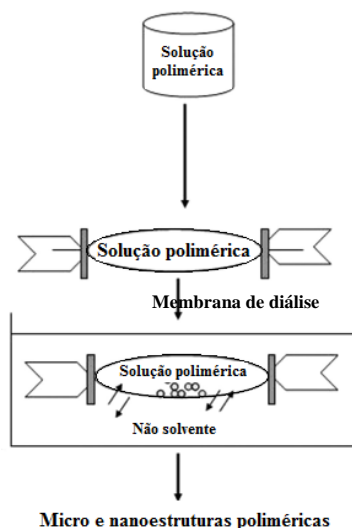 Solução
polimérica
Solução polimérica
Membrana de diálise
Solução polimérica
Não solvente
Micro e nanoestruturas poliméricas